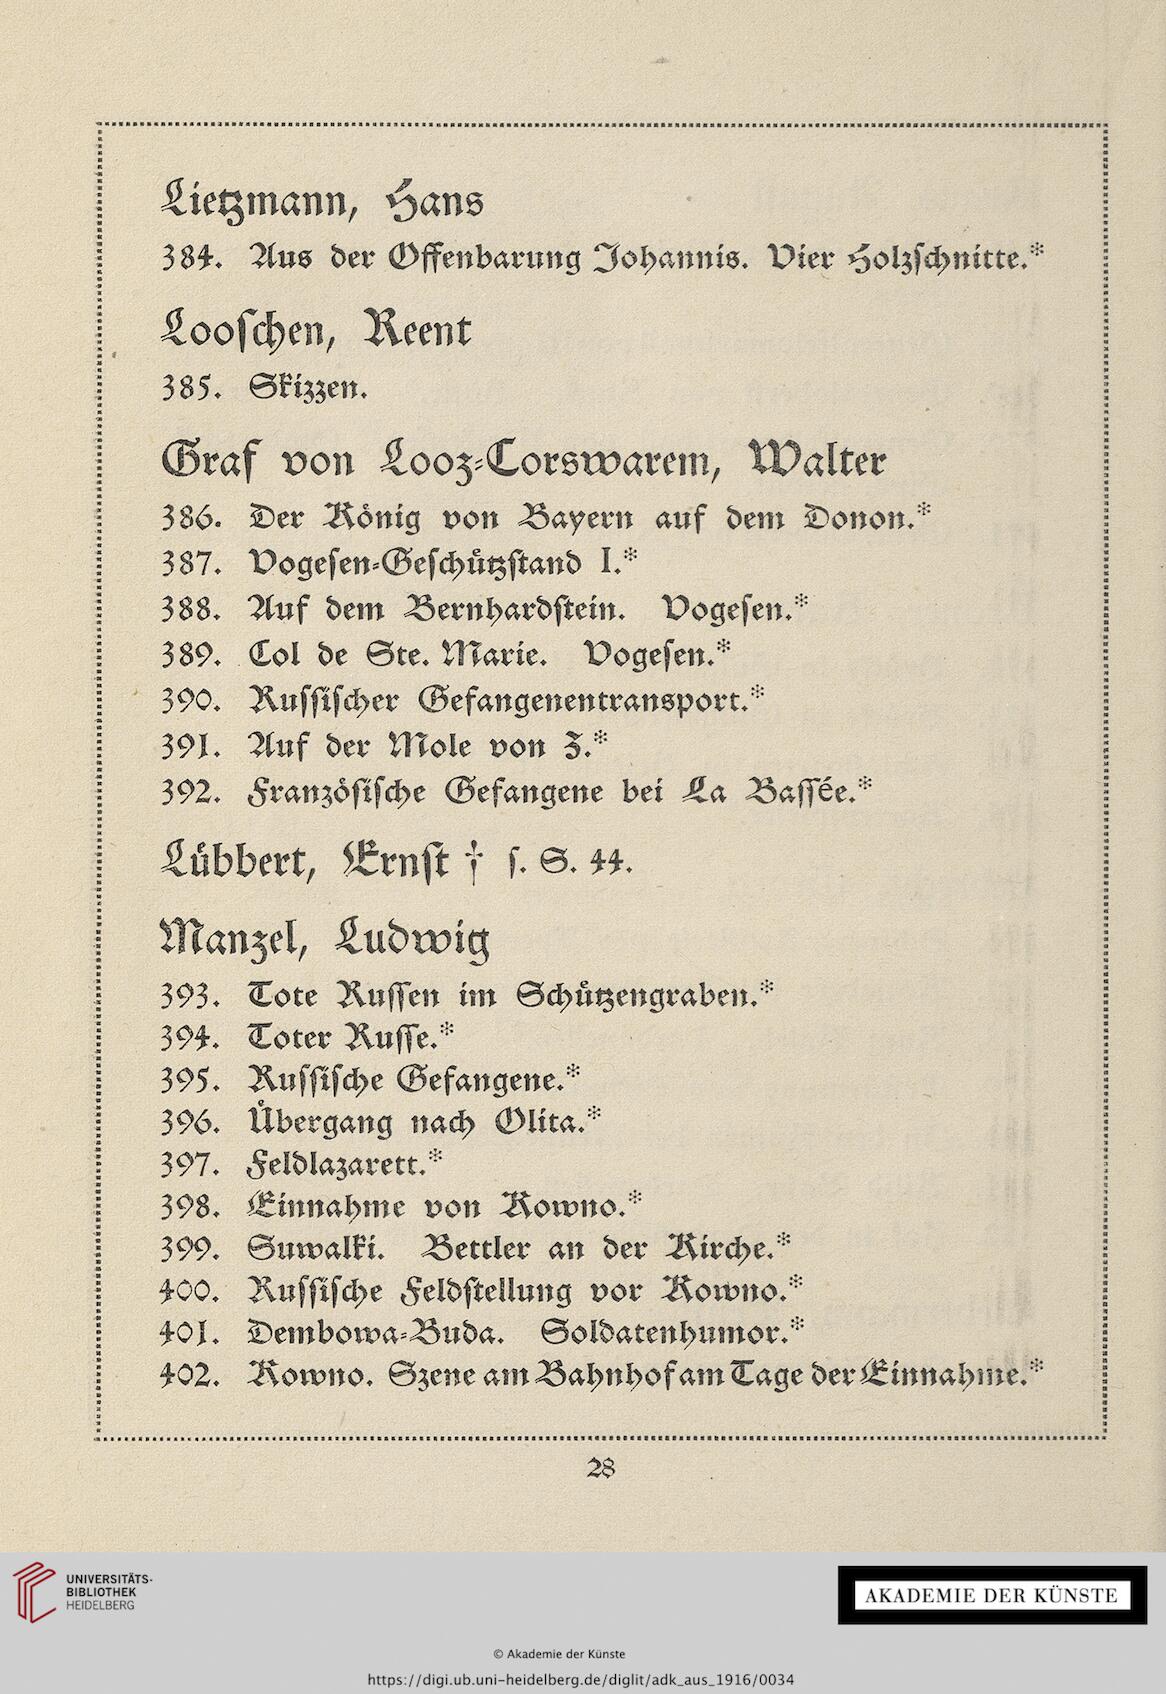 Lietzmann, Hans
384. Aus der Offenbarung Johannis. Vier Holzſchnitte.*
Looſchen, Reent
385. Skizzen.
Graf von Looz-Corswarem, Walter
386. Der König von Bayern auf dem Donon.*
387. Vogeſen-Geſchützſtand I.*
388. Auf dem Bernhardſtein. Vogeſen.*
389. Col de Ste. Marie. Vogeſen.*
390. Ruſſiſcher Gefangenentransport.*
391. Auf der Mole von Z.*
392. Franzöſiſche Gefangene bei La Baſſée.*
Lübbert, Ernſt † ſ. S. 44.
Manzel, Ludwig
393. Tote Ruſſen im Schützengraben.*
394. Toter Ruſſe.*
395. Ruſſiſche Gefangene.*
396. Übergang nach Olita.*
397. Feldlazarett.*
398. Einnahme von Kowno.*
399. Suwalki. Bettler an der Kirche.*
400. Ruſſiſche Feldſtellung vor Kowno.*
401. Dembowa-Buda. Soldatenhumor.*
402. Kowno. Szene am Bahnhof am Tage der Einnahme.*
28
UNIVERSITÄTS-
BIBLIOTHEK
HEIDELBERG
AKADEMIE DER KÜNSTE
© Akademie der Künste
https://digi.ub.uni-heidelberg.de/diglit/adk_aus_1916/0034